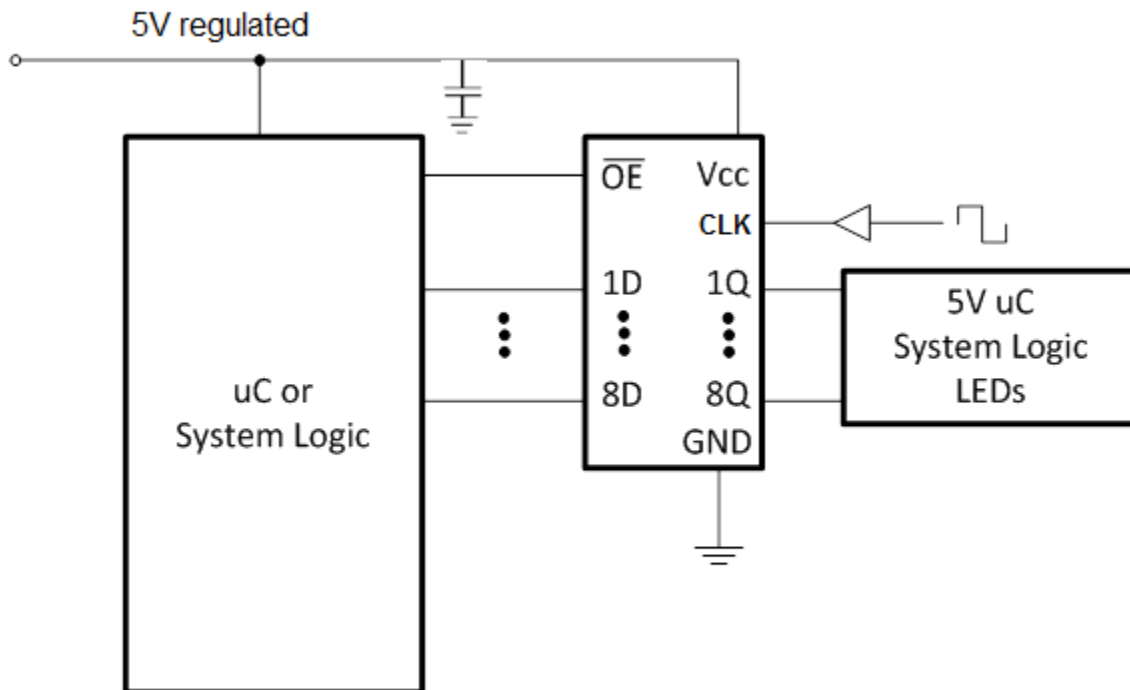 5V regulated
OE
Vcc
CLK
1D
1Q
8D
8Q
GND
uC or
System Logic
5V uC
System Logic
LEDs